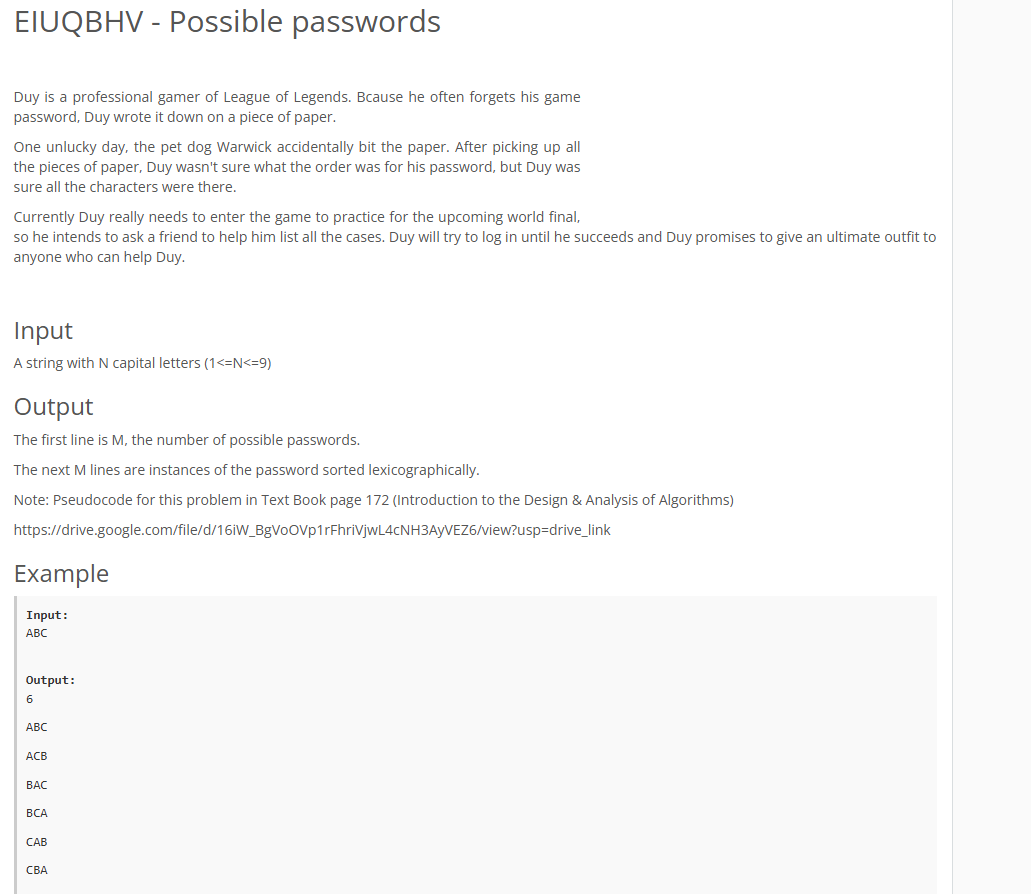 EIUQBHV - Possible passwords
Duy is a professional gamer of League of Legends. Bcause he often forgets his game
password, Duy wrote it down on a piece of paper.
One unlucky day, the pet dog Warwick accidentally bit the paper. After picking up all
the pieces of paper, Duy wasn't sure what the order was for his password, but Duy was
sure all the characters were there.
Currently Duy really needs to enter the game to practice for the upcoming world final,
so he intends to ask a friend to help him list all the cases. Duy will try to log in until he succeeds and Duy promises to give an ultimate outfit to
anyone who can help Duy.
Input
A string with N capital letters (1<=N<=9)
Output
The first line is M, the number of possible passwords.
The next M lines are instances of the password sorted lexicographically.
Note: Pseudocode for this problem in Text Book page 172 (Introduction to the Design & Analysis of Algorithms)
https://drive.google.com/file/d/16iW_BgVoOVp1rFhriVjwL4cNH3AyVEZ6/view?usp=drive_link
Example
Input:
ABC
Output:
6
ABC
ACB
BAC
BCA
CAB
CBA